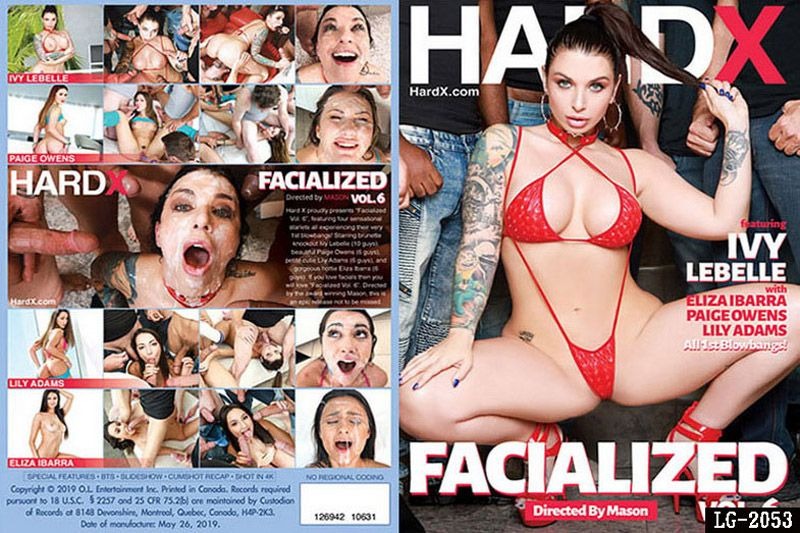 IVY LEBELLE
PAIGE OWENS
HARDX
FACIALIZED
Directed by MASON VOL. 6
Hard X proudly presents "Facialized
Vol. 6", featuring four sensational
starlets all experiencing their very
1st blowbangs! Starring brunette
knockout Ivy Lebelle (10 guys),
beautiful Paige Owens (6 guys),
petite cutie Lily Adams (6 guys), and
gorgeous hottie Eliza Ibarra (6
guys). If you love facials then you
will love "Facialized Vol. 6". Directed
by the award winning Mason, this is
an epic release not to be missed.
HardX.com
LILY ADAMS
ELIZA IBARRA
SPECIAL FEATURES • BTS • SLIDESHOW • CUMSHOT RECAP • SHOT IN 4K
NO REGIONAL CODING
Copyright © 2019 O.L. Entertainment Inc. Printed in Canada. Records required
pursuant to 18 U.S.C. § 2257 and 25 CFR 75.2(b) are maintained by Custodian
of Records at 8148 Devonshire, Montreal, Quebec, Canada, H4P-2K3.
Date of manufacture: May 26, 2019.
126942 10631
HARDX
HardX.com
featuring
IVY
LEBELLE
with
ELIZA IBARRA
PAIGE OWENS
LILY ADAMS
All 1st Blowbangs!
FACIALIZED
VOL. 6
Directed By Mason
LG-2053